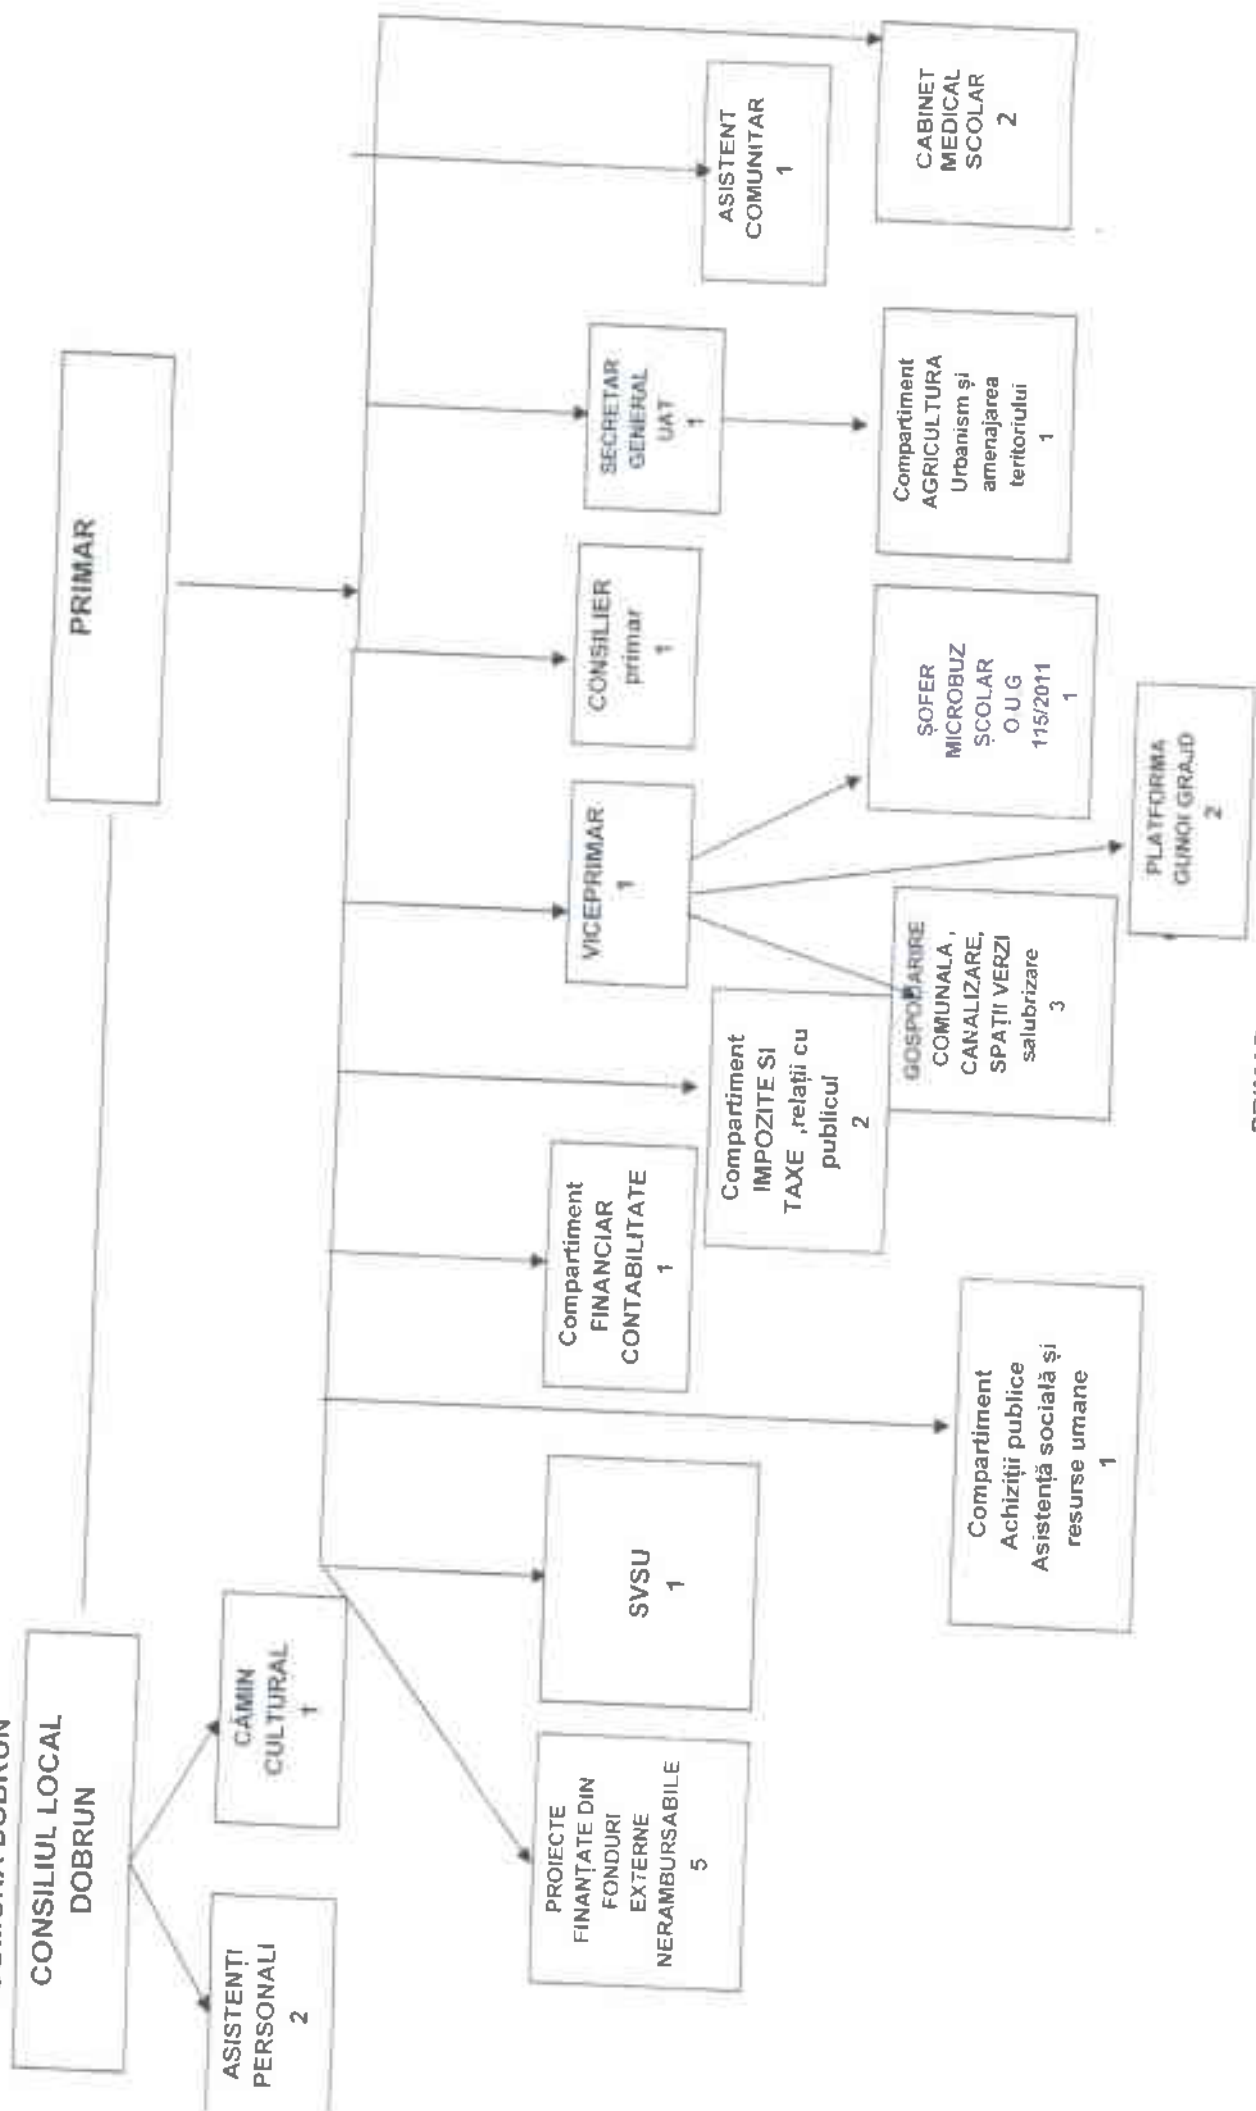 CONSILIUL LOCAL
DOBRUN
PRIMAR
ASISTENȚI
PERSONALI
2
CĂMIN
CULTURAL
1
PROIECTE
FINANȚATE DIN
FONDURI
EXTERNE
NERAMBURSABILE
5
SVSU
1
Compartiment
FINANCIAR
CONTABILITATE
1
VICEPRIMAR
1
CONSILIER
primar
1
SECRETAR
GENERAL
UAT
1
ASISTENT
COMUNITAR
1
CABINET
MEDICAL
SCOLAR
2
Compartiment
IMPOZITE SI
TAXE ,relații cu
publicul
2
Compartiment
Achiziții publice
Asistență socială și
resurse umane
1
GOSPODARIRE
COMUNALA ,
CANALIZARE,
SPAȚII VERZI
salubrizare
3
ȘOFER
MICROBUZ
ȘCOLAR
O U G
115/2011
1
Compartiment
AGRICULTURA
Urbanism și
amenajarea
teritoriului
1
PLATFORMA
GUNOI GRAJD
2